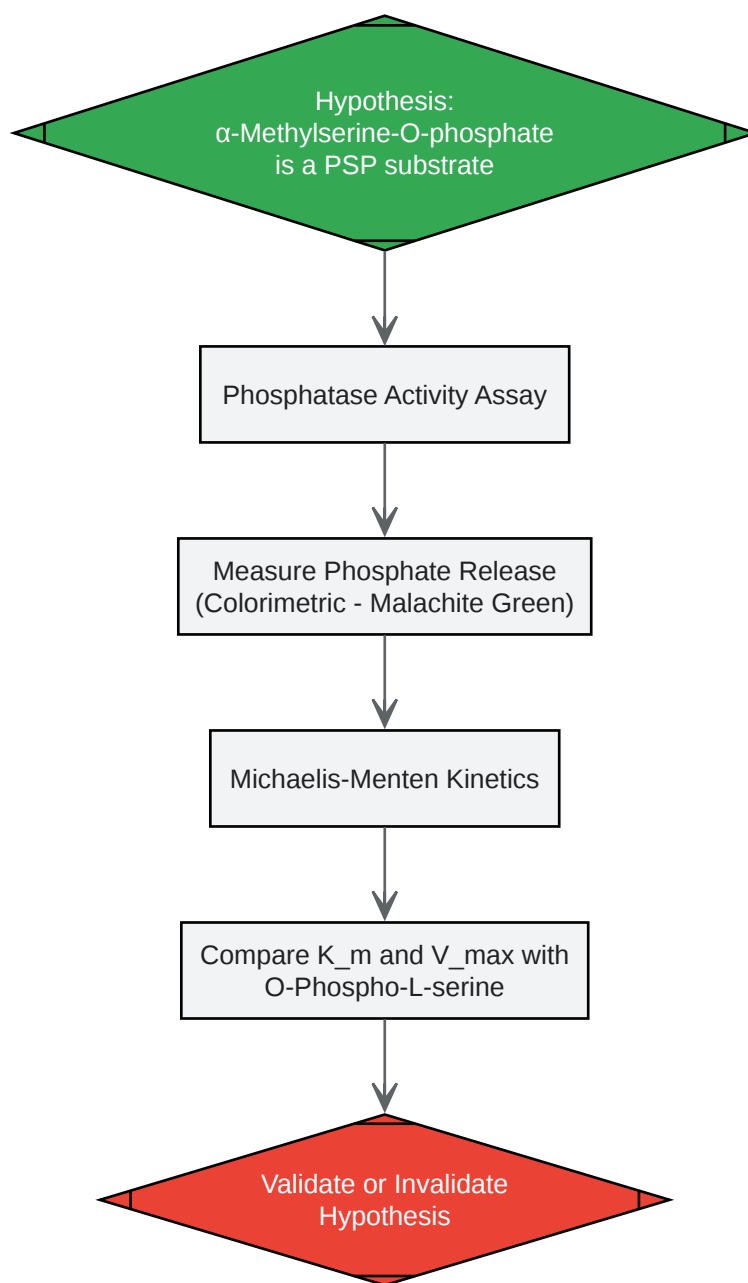 Hypothesis:
α-Methylserine-O-phosphate
is a PSP substrate
Phosphatase Activity Assay
Measure Phosphate Release
(Colorimetric - Malachite Green)
Michaelis-Menten Kinetics
Compare K_m and V_max with
O-Phospho-L-serine
Validate or Invalidate
Hypothesis